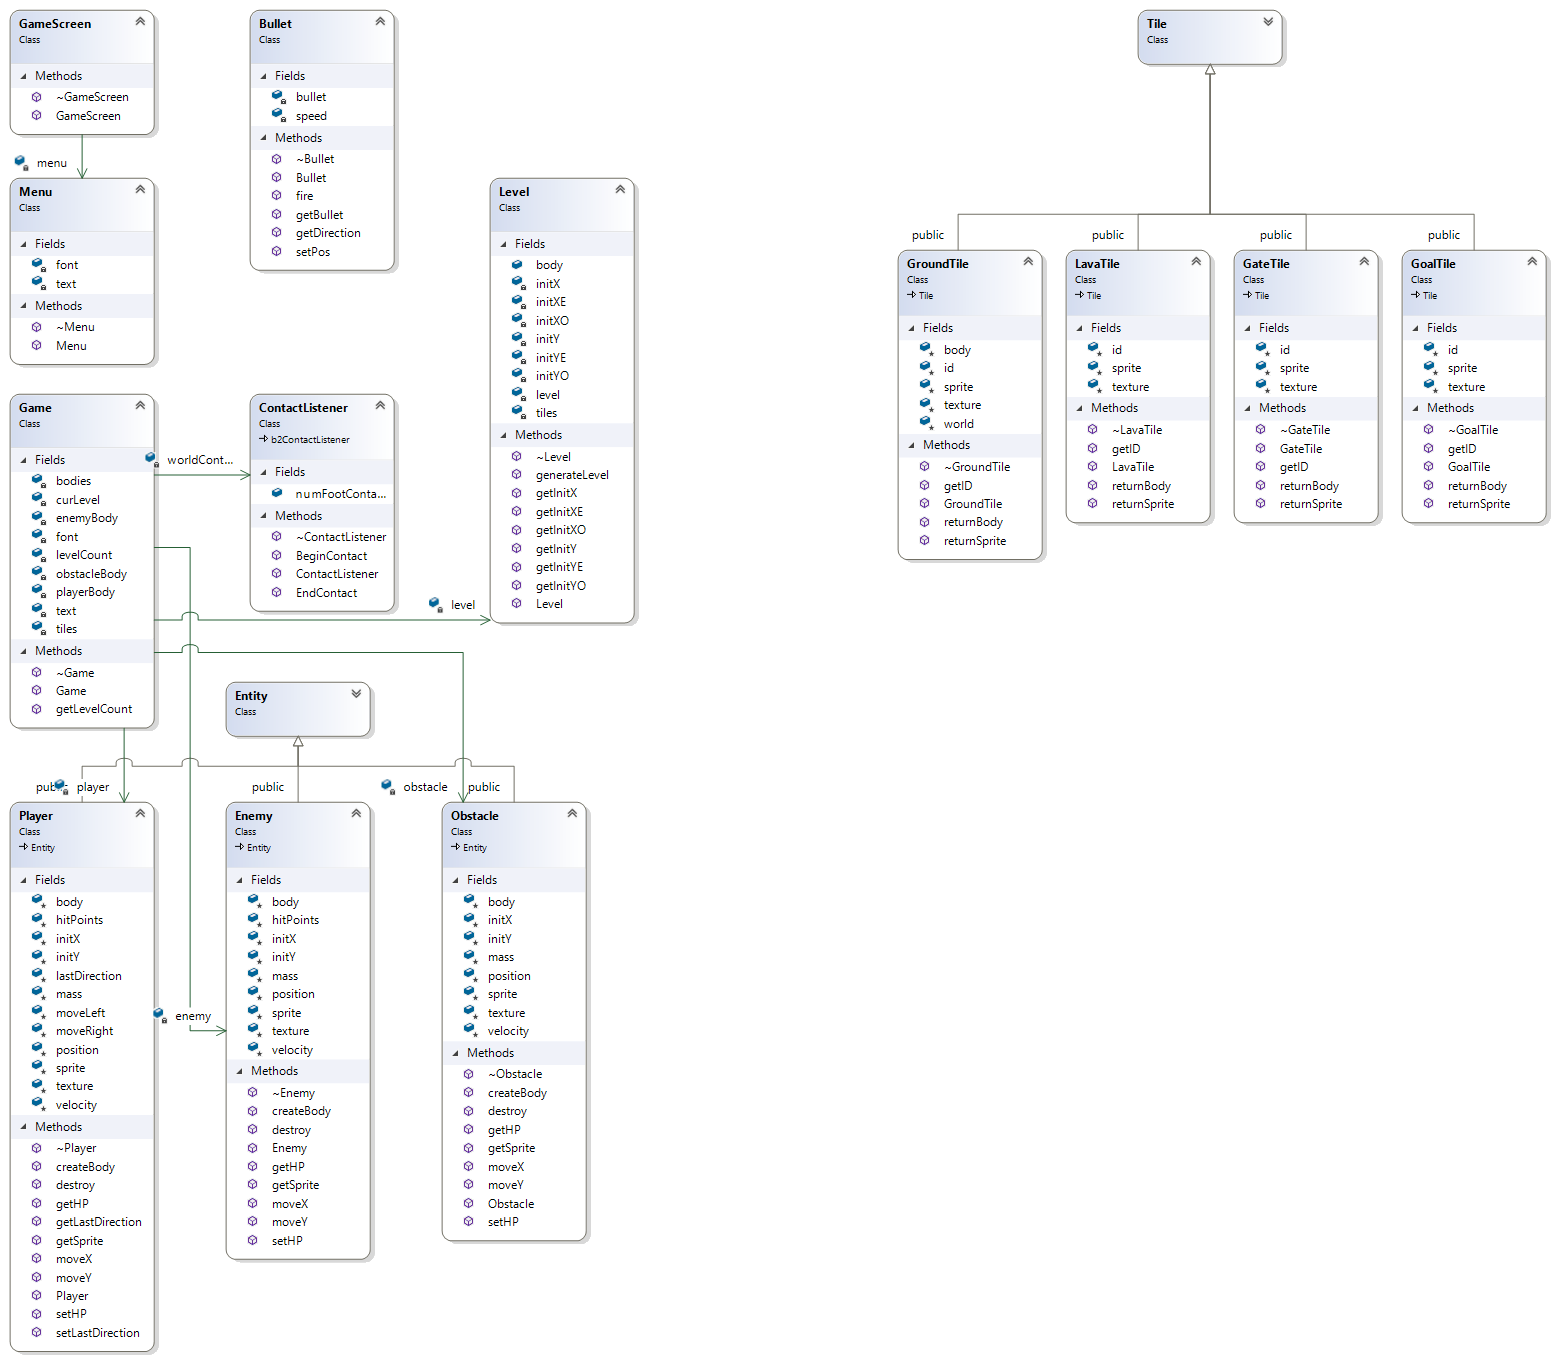 GameScreen
Class
Methods
~GameScreen
GameScreen
menu
Menu
Class
Fields
font
text
Methods
~Menu
Menu
Bullet
Class
Fields
bullet
speed
Methods
~Bullet
Bullet
fire
getBullet
getDirection
setPos
Level
Class
Fields
body
initX
initXE
initXO
initY
initYE
initYO
level
tiles
Methods
~Level
generateLevel
getInitX
getInitXE
getInitXO
getInitY
getInitYE
getInitYO
Level
Game
Class
Fields
bodies
curLevel
enemyBody
font
levelCount
obstacleBody
playerBody
text
tiles
Methods
~Game
Game
getLevelCount
worldCont...
ContactListener
Class
b2ContactListener
Fields
numFootConta...
Methods
~ContactListener
BeginContact
ContactListener
EndContact
level
Entity
Class
player
public
obstacle
public
Player
Class
Entity
Fields
body
hitPoints
initX
initY
lastDirection
mass
moveLeft
moveRight
position
sprite
texture
velocity
Methods
~Player
createBody
destroy
getHP
getLastDirection
getSprite
moveX
moveY
Player
setHP
setLastDirection
enemy
Enemy
Class
Entity
Fields
body
hitPoints
initX
initY
mass
position
sprite
texture
velocity
Methods
~Enemy
createBody
destroy
Enemy
getHP
getSprite
moveX
moveY
setHP
Obstacle
Class
Entity
Fields
body
initX
initY
mass
position
sprite
texture
velocity
Methods
~Obstacle
createBody
destroy
getHP
getSprite
moveX
moveY
Obstacle
setHP
Tile
Class
public
public
public
public
GroundTile
Class
Tile
Fields
body
id
sprite
texture
world
Methods
~GroundTile
getID
GroundTile
returnBody
returnSprite
LavaTile
Class
Tile
Fields
id
sprite
texture
Methods
~LavaTile
getID
LavaTile
returnBody
returnSprite
GateTile
Class
Tile
Fields
id
sprite
texture
Methods
~GateTile
GateTile
getID
returnBody
returnSprite
GoalTile
Class
Tile
Fields
id
sprite
texture
Methods
~GoalTile
getID
GoalTile
returnBody
returnSprite